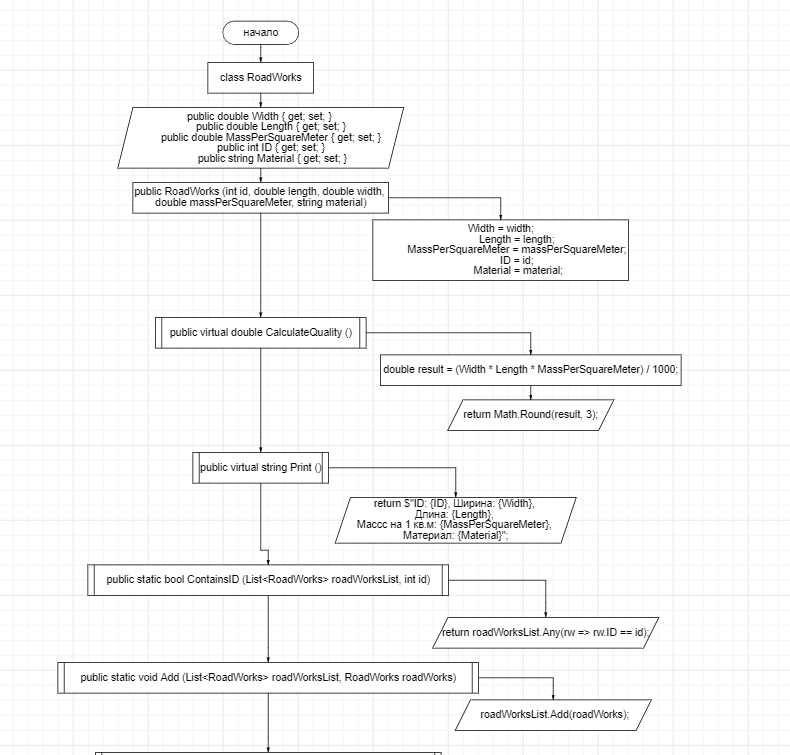 начало
class RoadWorks
public double Width { get; set; }
public double Length { get; set; }
public double MassPerSquareMeter { get; set; }
public int ID { get; set; }
public string Material { get; set; }
public RoadWorks (int id, double length, double width,
double massPerSquareMeter, string material)
Width = width;
Length = length;
MassPerSquareMeter = massPerSquareMeter;
ID = id;
Material = material;
public virtual double CalculateQuality ()
double result = (Width * Length * MassPerSquareMeter) / 1000;
return Math.Round(result, 3);
public virtual string Print ()
return $"ID: {ID}, Ширина: {Width},
Длина: {Length},
Массс на 1 кв.м: {MassPerSquareMeter},
Материал: {Material}";
public static bool ContainsID (List<RoadWorks> roadWorksList, int id)
return roadWorksList.Any(rw => rw.ID == id);
public static void Add (List<RoadWorks> roadWorksList, RoadWorks roadWorks)
roadWorksList.Add(roadWorks);